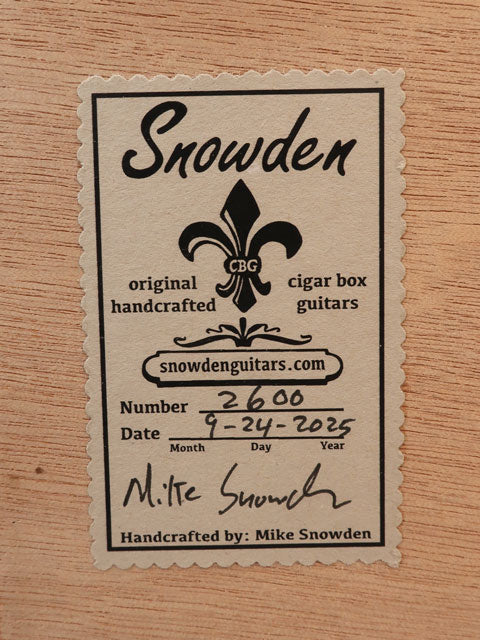 Snowden
CBG
original handcrafted
cigar box guitars
snowdenguitars.com
Number 2600
Date 9-24-2025
Month Day Year
Mike Snowden
Handcrafted by: Mike Snowden